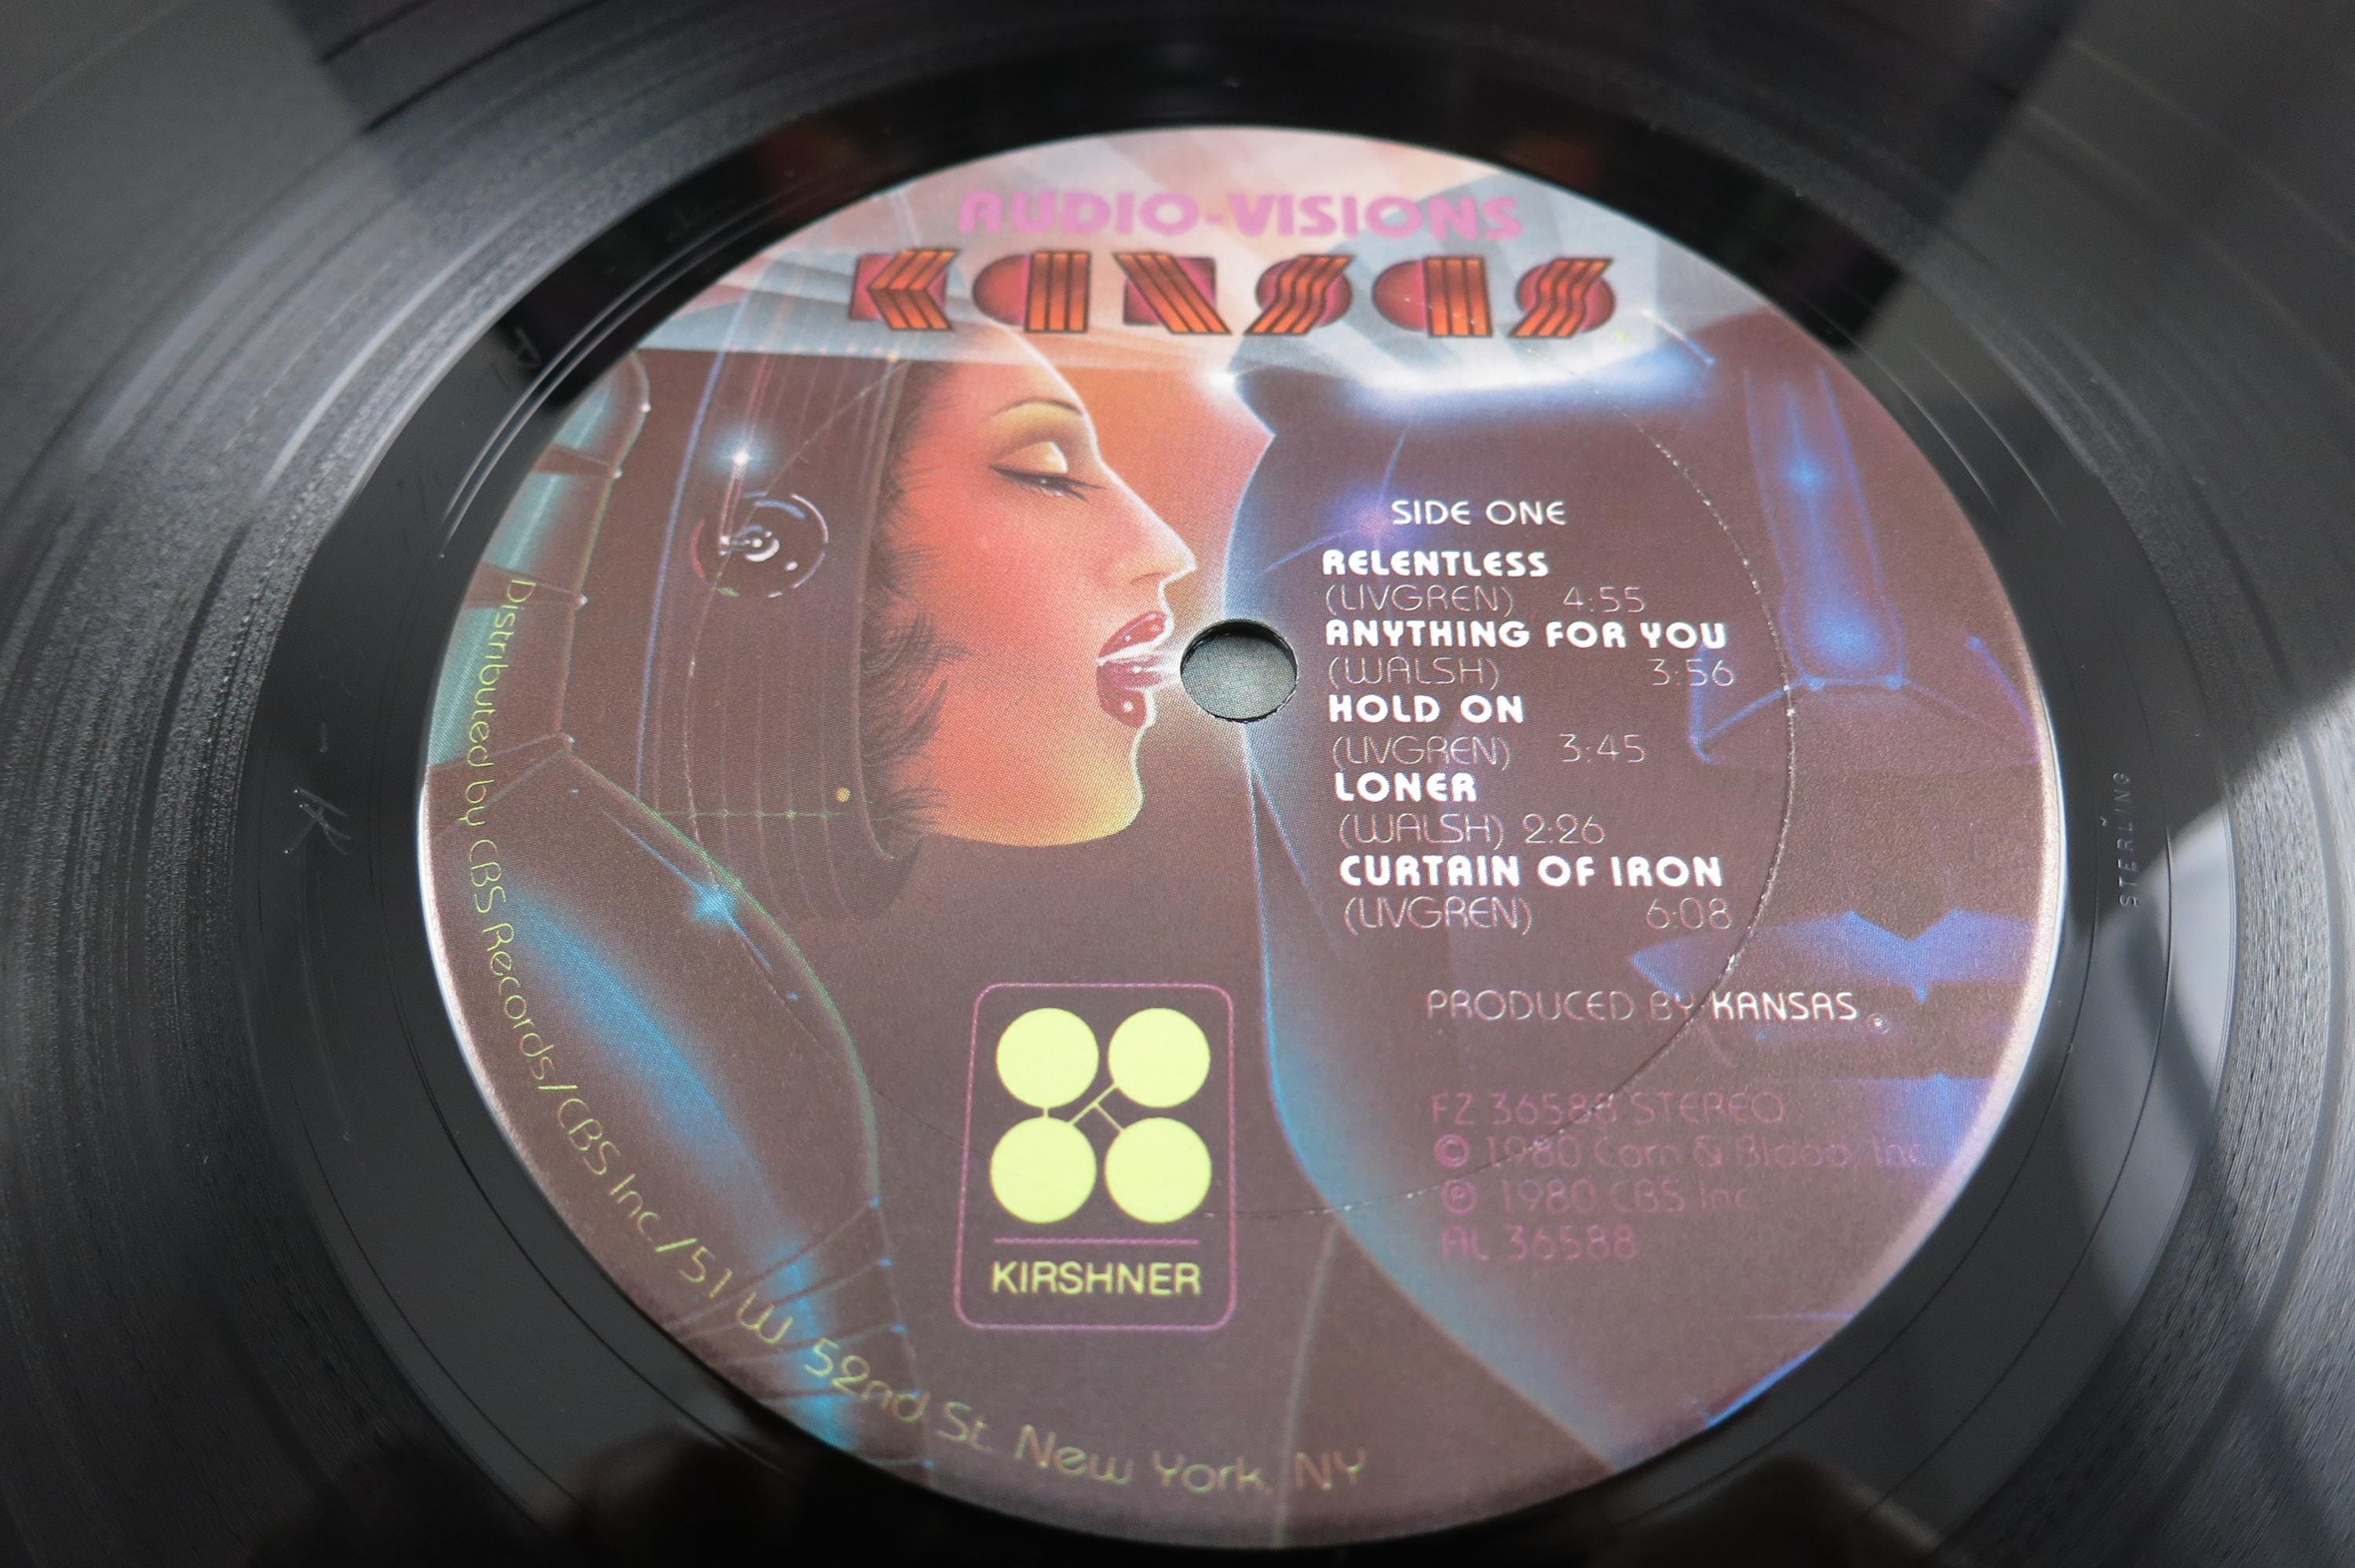 AUDIO-VISIONS
KANSAS
SIDE ONE
RELENTLESS
(LIVGREN) 4:55
ANYTHING FOR YOU
(WALSH) 3:56
HOLD ON
(LIVGREN) 3:45
LONER
(WALSH) 2:26
CURTAIN OF IRON
(LIVGREN) 6:08
PRODUCED BY KANSAS
FZ 36588 STEREO
© 1980 Corn & Blood, Inc.
℗ 1980 CBS Inc.
AL 36588
KIRSHNER
Distributed by CBS Records/CBS Inc./51 W 52nd St. New York, NY
STERLING